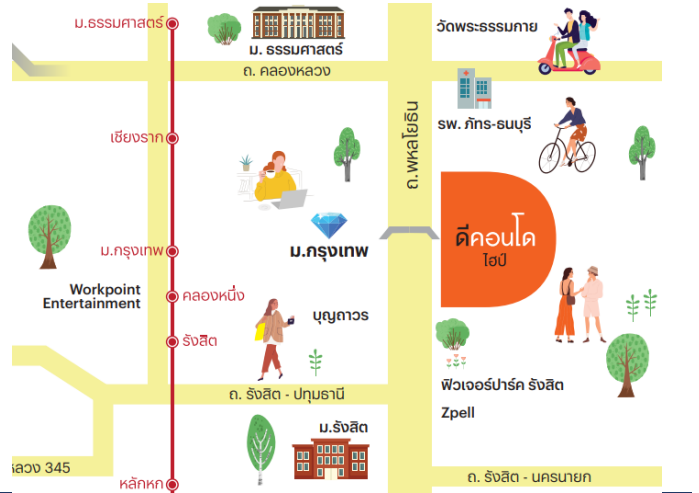 ม.ธรรมศาสตร์
ม. ธรรมศาสตร์
วัดพระธรรมกาย
ถ. คลองหลวง
รพ. ภัทร-ธนบุรี
เชียงราก
ถ.พหลโยธิน
ดีคอนโด
ไฮป์
ม.กรุงเทพ
ม.กรุงเทพ
Workpoint
Entertainment
คลองหนึ่ง
บุญถาวร
รังสิต
ฟิวเจอร์ปาร์ค รังสิต
Zpell
ถ. รังสิต - ปทุมธานี
ม.รังสิต
หลวง 345
หลักหก
ถ. รังสิต - นครนายก